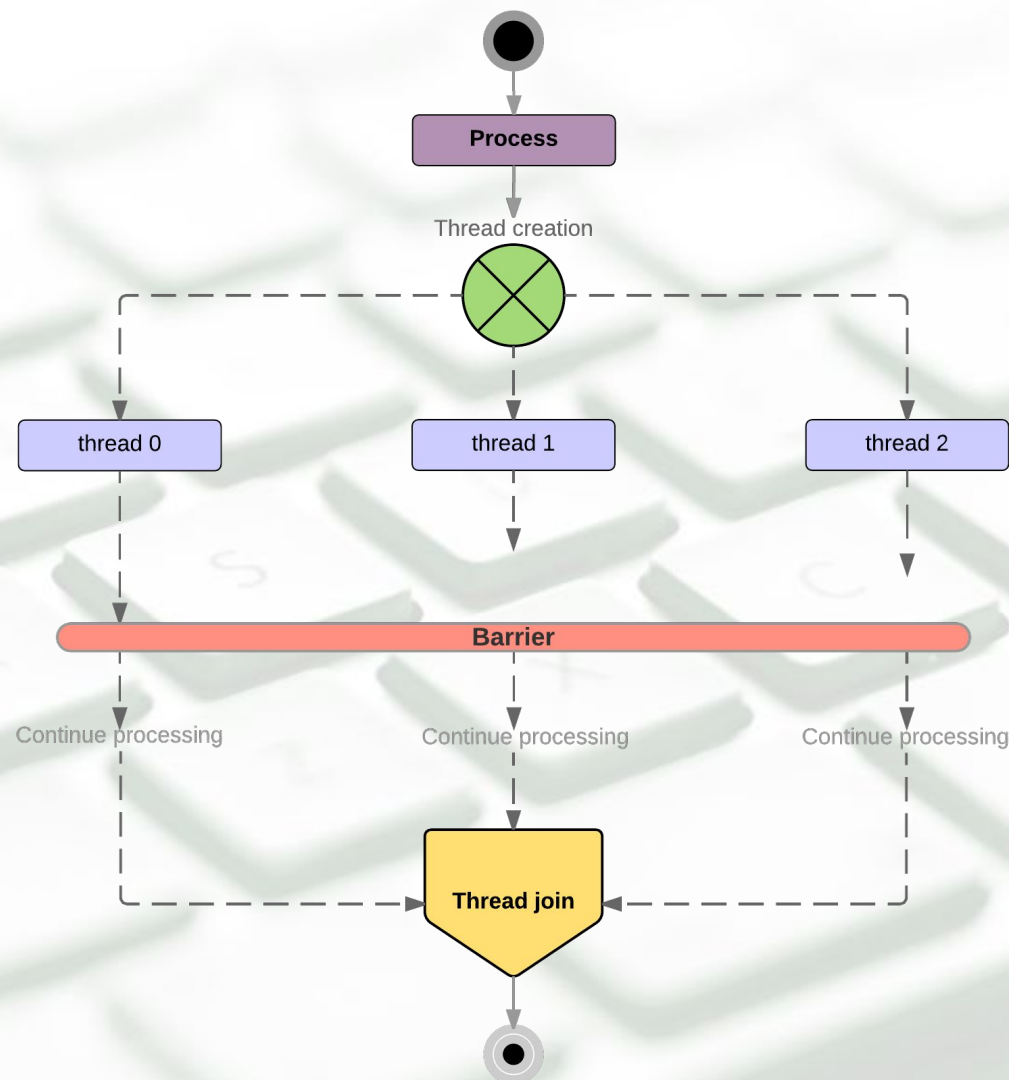 Process
Thread creation
thread 0
thread 1
thread 2
S
C
Barrier
X
Continue processing
Continue processing
Continue processing
Z
Thread join